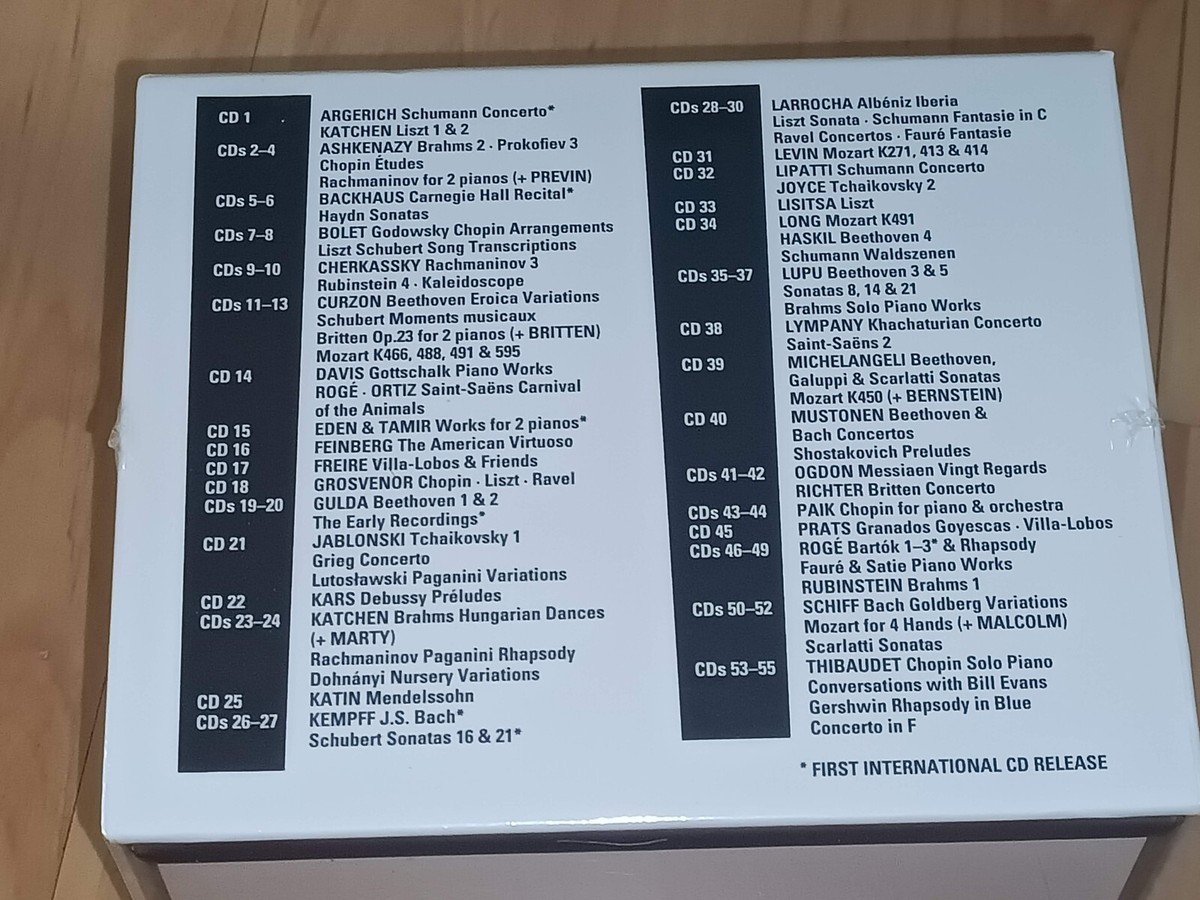 CD 1 ARGERICH Schumann Concerto*
KATCHEN Liszt 1 & 2
CDs 2–4 ASHKENAZY Brahms 2 · Prokofiev 3
Chopin Études
Rachmaninov for 2 pianos (+ PREVIN)
CDs 5–6 BACKHAUS Carnegie Hall Recital*
Haydn Sonatas
CDs 7–8 BOLET Godowsky Chopin Arrangements
Liszt Schubert Song Transcriptions
CDs 9–10 CHERKASSKY Rachmaninov 3
Rubinstein 4 · Kaleidoscope
CDs 11–13 CURZON Beethoven Eroica Variations
Schubert Moments musicaux
Britten Op.23 for 2 pianos (+ BRITTEN)
Mozart K466, 488, 491 & 595
CD 14 DAVIS Gottschalk Piano Works
ROGÉ · ORTIZ Saint-Saëns Carnival
of the Animals
CD 15 EDEN & TAMIR Works for 2 pianos*
CD 16 FEINBERG The American Virtuoso
CD 17 FREIRE Villa-Lobos & Friends
CD 18 GROSVENOR Chopin · Liszt · Ravel
CDs 19–20 GULDA Beethoven 1 & 2
The Early Recordings*
CD 21 JABLONSKI Tchaikovsky 1
Grieg Concerto
Lutosławski Paganini Variations
CD 22 KARS Debussy Préludes
CDs 23–24 KATCHEN Brahms Hungarian Dances
(+ MARTY)
Rachmaninov Paganini Rhapsody
Dohnányi Nursery Variations
CD 25 KATIN Mendelssohn
CDs 26–27 KEMPFF J.S. Bach*
Schubert Sonatas 16 & 21*
CDs 28–30 LARROCHA Albéniz Iberia
Liszt Sonata · Schumann Fantasie in C
Ravel Concertos · Fauré Fantasie
CD 31 LEVIN Mozart K271, 413 & 414
CD 32 LIPATTI Schumann Concerto
JOYCE Tchaikovsky 2
CD 33 LISITSA Liszt
CD 34 LONG Mozart K491
HASKIL Beethoven 4
Schumann Waldszenen
CDs 35–37 LUPU Beethoven 3 & 5
Sonatas 8, 14 & 21
Brahms Solo Piano Works
CD 38 LYMPANY Khachaturian Concerto
Saint-Saëns 2
CD 39 MICHELANGELI Beethoven,
Galuppi & Scarlatti Sonatas
Mozart K450 (+ BERNSTEIN)
CD 40 MUSTONEN Beethoven &
Bach Concertos
Shostakovich Preludes
CDs 41–42 OGDON Messiaen Vingt Regards
RICHTER Britten Concerto
CDs 43–44 PAIK Chopin for piano & orchestra
CD 45 PRATS Granados Goyescas · Villa-Lobos
CDs 46–49 ROGÉ Bartók 1–3* & Rhapsody
Fauré & Satie Piano Works
RUBINSTEIN Brahms 1
CDs 50–52 SCHIFF Bach Goldberg Variations
Mozart for 4 Hands (+ MALCOLM)
Scarlatti Sonatas
CDs 53–55 THIBAUDET Chopin Solo Piano
Conversations with Bill Evans
Gershwin Rhapsody in Blue
Concerto in F
* FIRST INTERNATIONAL CD RELEASE